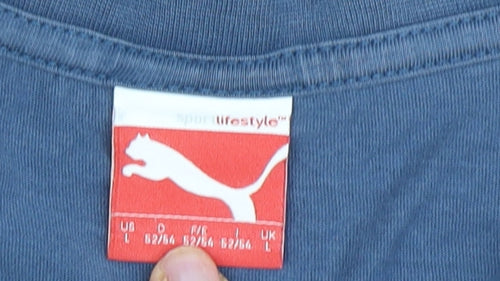 sportlifestyle™
US D F/E I UK
L 52/54 52/54 52/54 L